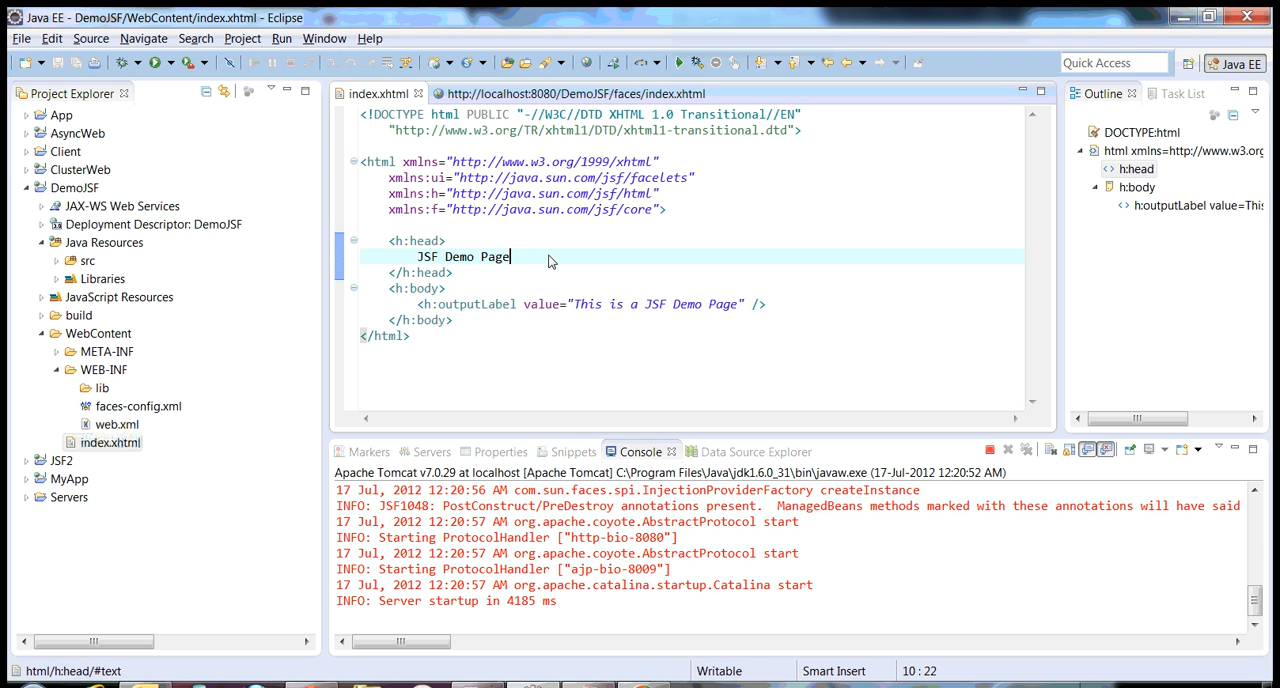 Java EE - DemoJSF/WebContent/index.xhtml - Eclipse
File Edit Source Navigate Search Project Run Window Help
Quick Access
Java EE
Project Explorer
App
AsyncWeb
Client
ClusterWeb
DemoJSF
JAX-WS Web Services
Deployment Descriptor: DemoJSF
Java Resources
src
Libraries
JavaScript Resources
build
WebContent
META-INF
WEB-INF
lib
faces-config.xml
web.xml
index.xhtml
JSF2
MyApp
Servers
index.xhtml
http://localhost:8080/DemoJSF/faces/index.xhtml
<!DOCTYPE html PUBLIC "-//W3C//DTD XHTML 1.0 Transitional//EN"
"http://www.w3.org/TR/xhtml1/DTD/xhtml1-transitional.dtd">
<html xmlns="http://www.w3.org/1999/xhtml"
xmlns:ui="http://java.sun.com/jsf/facelets"
xmlns:h="http://java.sun.com/jsf/html"
xmlns:f="http://java.sun.com/jsf/core">
<h:head>
JSF Demo Page
</h:head>
<h:body>
<h:outputLabel value="This is a JSF Demo Page" />
</h:body>
</html>
Outline
Task List
DOCTYPE:html
html xmlns=http://www.w3.org
h:head
h:body
h:outputLabel value=This
Markers Servers Properties Snippets Console Data Source Explorer
Apache Tomcat v7.0.29 at localhost [Apache Tomcat] C:\Program Files\Java\jdk1.6.0_31\bin\javaw.exe (17-Jul-2012 12:20:52 AM)
17 Jul, 2012 12:20:56 AM com.sun.faces.spi.InjectionProviderFactory createInstance
INFO: JSF1048: PostConstruct/PreDestroy annotations present.  ManagedBeans methods marked with these annotations will have said
17 Jul, 2012 12:20:57 AM org.apache.coyote.AbstractProtocol start
INFO: Starting ProtocolHandler ["http-bio-8080"]
17 Jul, 2012 12:20:57 AM org.apache.coyote.AbstractProtocol start
INFO: Starting ProtocolHandler ["ajp-bio-8009"]
17 Jul, 2012 12:20:57 AM org.apache.catalina.startup.Catalina start
INFO: Server startup in 4185 ms
html/h:head/#text
Writable
Smart Insert
10 : 22